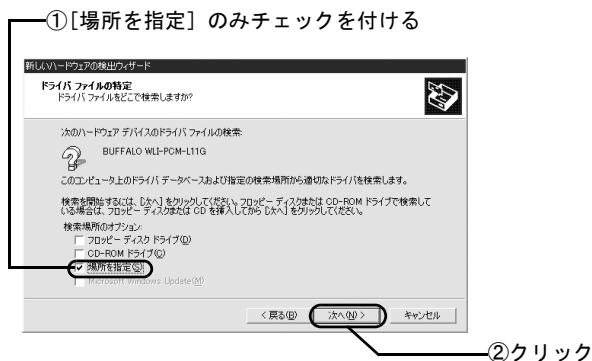 ①[場所を指定]のみチェックを付ける
新しいハードウェアの検出ウィザード
ドライバ ファイルの特定
ドライバ ファイルをどこで検索しますか?
次のハードウェア デバイスのドライバ ファイルの検索:
BUFFALO WLI-PCM-L11G
このコンピュータ上のドライバ データベースおよび指定の検索場所から適切なドライバを検索します。
検索を開始するには、[次へ] をクリックしてください。フロッピー ディスクまたは CD-ROM ドライブで検索して
いる場合は、フロッピー ディスクまたは CD を挿入してから [次へ] をクリックしてください。
検索場所のオプション:
フロッピー ディスク ドライブ(D)
CD-ROM ドライブ(C)
場所を指定(S)
Microsoft Windows Update(M)
< 戻る(B) 次へ(N) > キャンセル
②クリック